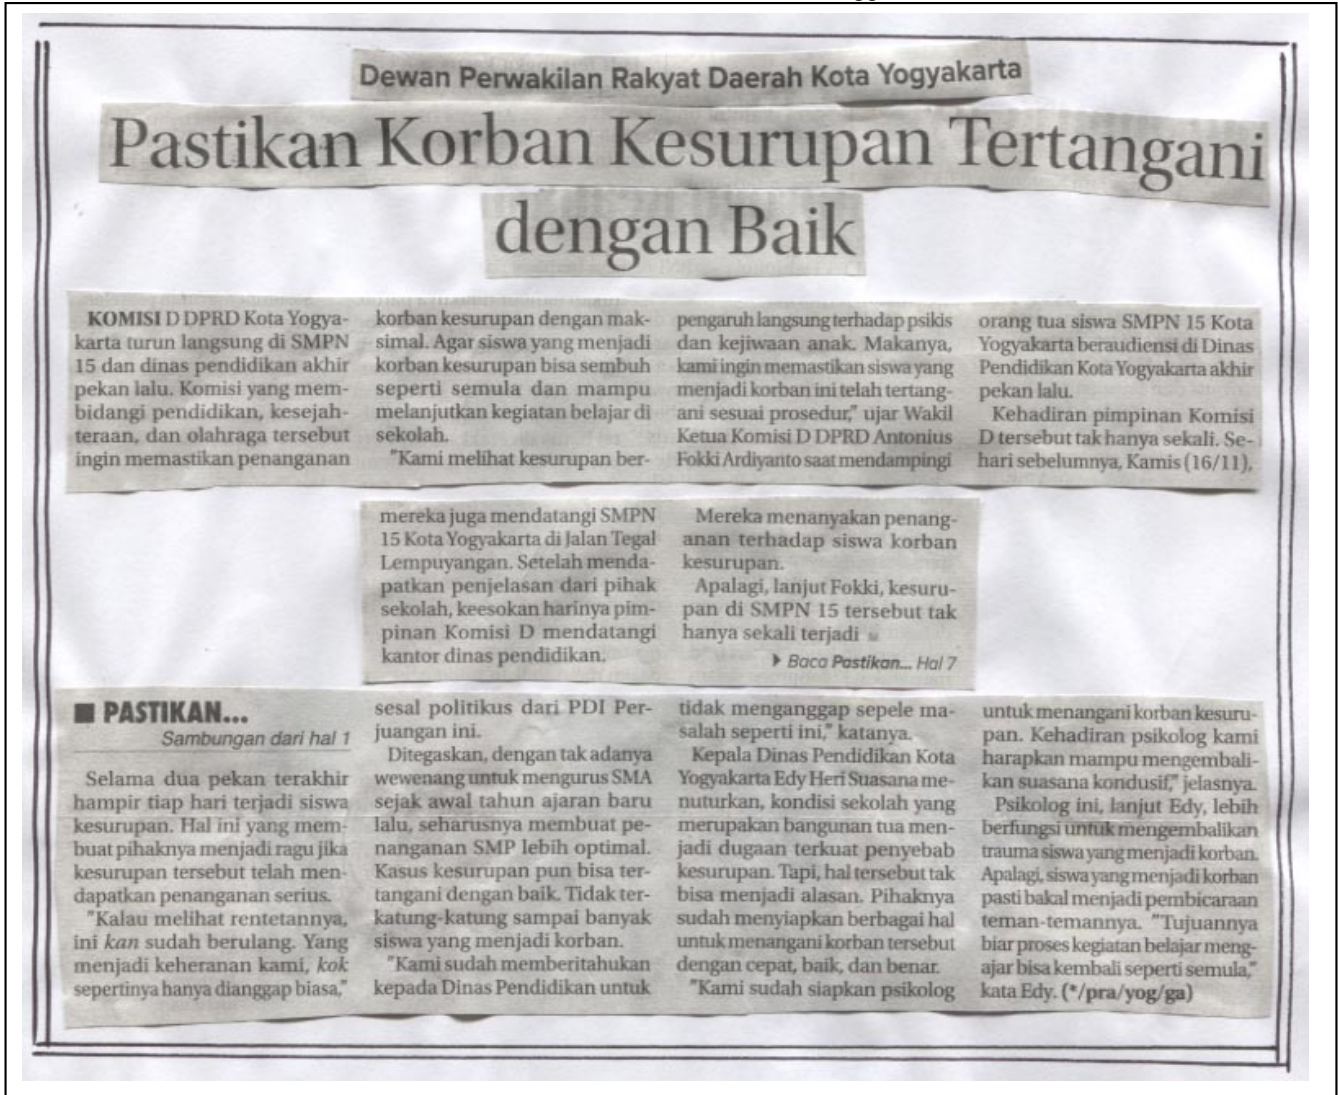 Dewan Perwakilan Rakyat Daerah Kota Yogyakarta
Pastikan Korban Kesurupan Tertangani
dengan Baik
KOMISI D DPRD Kota Yogya-
karta turun langsung di SMPN
15 dan dinas pendidikan akhir
pekan lalu. Komisi yang mem-
bidangi pendidikan, kesejah-
teraan, dan olahraga tersebut
ingin memastikan penanganan
korban kesurupan dengan mak-
simal. Agar siswa yang menjadi
korban kesurupan bisa sembuh
seperti semula dan mampu
melanjutkan kegiatan belajar di
sekolah.
"Kami melihat kesurupan ber-
pengaruh langsung terhadap psikis
dan kejiwaan anak. Makanya,
kami ingin memastikan siswa yang
menjadi korban ini telah tertang-
ani sesuai prosedur," ujar Wakil
Ketua Komisi D DPRD Antonius
Fokki Ardiyanto saat mendampingi
orang tua siswa SMPN 15 Kota
Yogyakarta beraudiensi di Dinas
Pendidikan Kota Yogyakarta akhir
pekan lalu.
Kehadiran pimpinan Komisi
D tersebut tak hanya sekali. Se-
hari sebelumnya, Kamis (16/11),
mereka juga mendatangi SMPN
15 Kota Yogyakarta di Jalan Tegal
Lempuyangan. Setelah menda-
patkan penjelasan dari pihak
sekolah, keesokan harinya pim-
pinan Komisi D mendatangi
kantor dinas pendidikan.
Mereka menanyakan penang-
anan terhadap siswa korban
kesurupan.
Apalagi, lanjut Fokki, kesuru-
pan di SMPN 15 tersebut tak
hanya sekali terjadi
Baca Pastikan... Hal 7
PASTIKAN...
Sambungan dari hal 1
Selama dua pekan terakhir
hampir tiap hari terjadi siswa
kesurupan. Hal ini yang mem-
buat pihaknya menjadi ragu jika
kesurupan tersebut telah men-
dapatkan penanganan serius.
"Kalau melihat rentetannya,
ini kan sudah berulang. Yang
menjadi keheranan kami, kok
sepertinya hanya dianggap biasa,"
sesal politikus dari PDI Per-
juangan ini.
Ditegaskan, dengan tak adanya
wewenang untuk mengurus SMA
sejak awal tahun ajaran baru
lalu, seharusnya membuat pe-
nanganan SMP lebih optimal.
Kasus kesurupan pun bisa ter-
tangani dengan baik. Tidak ter-
katung-katung sampai banyak
siswa yang menjadi korban.
"Kami sudah memberitahukan
kepada Dinas Pendidikan untuk
tidak menganggap sepele ma-
salah seperti ini," katanya.
Kepala Dinas Pendidikan Kota
Yogyakarta Edy Heri Suasana me-
nuturkan, kondisi sekolah yang
merupakan bangunan tua men-
jadi dugaan terkuat penyebab
kesurupan. Tapi, hal tersebut tak
bisa menjadi alasan. Pihaknya
sudah menyiapkan berbagai hal
untuk menangani korban tersebut
dengan cepat, baik, dan benar.
"Kami sudah siapkan psikolog
untuk menangani korban kesuru-
pan. Kehadiran psikolog kami
harapkan mampu mengembali-
kan suasana kondusif," jelasnya.
Psikolog ini, lanjut Edy, lebih
berfungsi untuk mengembalikan
trauma siswa yang menjadi korban.
Apalagi, siswa yang menjadi korban
pasti bakal menjadi pembicaraan
teman-temannya. "Tujuannya
biar proses kegiatan belajar meng-
ajar bisa kembali seperti semula,"
kata Edy. (*/pra/yog/ga)